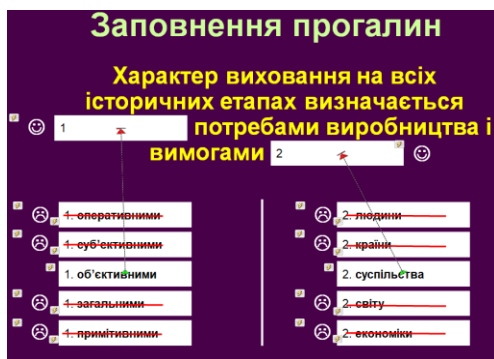 Заповнення прогалин
Характер виховання на всіх
історичних етапах визначається
1 потребами виробництва і
вимогами 2
1. оперативними
1. суб'єктивними
1. об'єктивними
1. загальними
1. примітивними
2. людини
2. країни
2. суспільства
2. світу
2. економіки